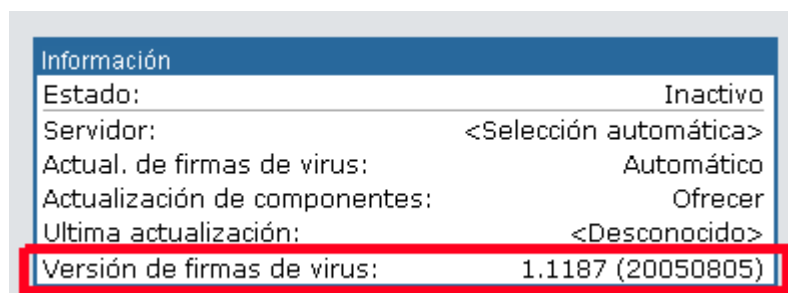 Información
Estado: Inactivo
Servidor: <Selección automática>
Actual. de firmas de virus: Automático
Actualización de componentes: Ofrecer
Ultima actualización: <Desconocido>
Versión de firmas de virus: 1.1187 (20050805)